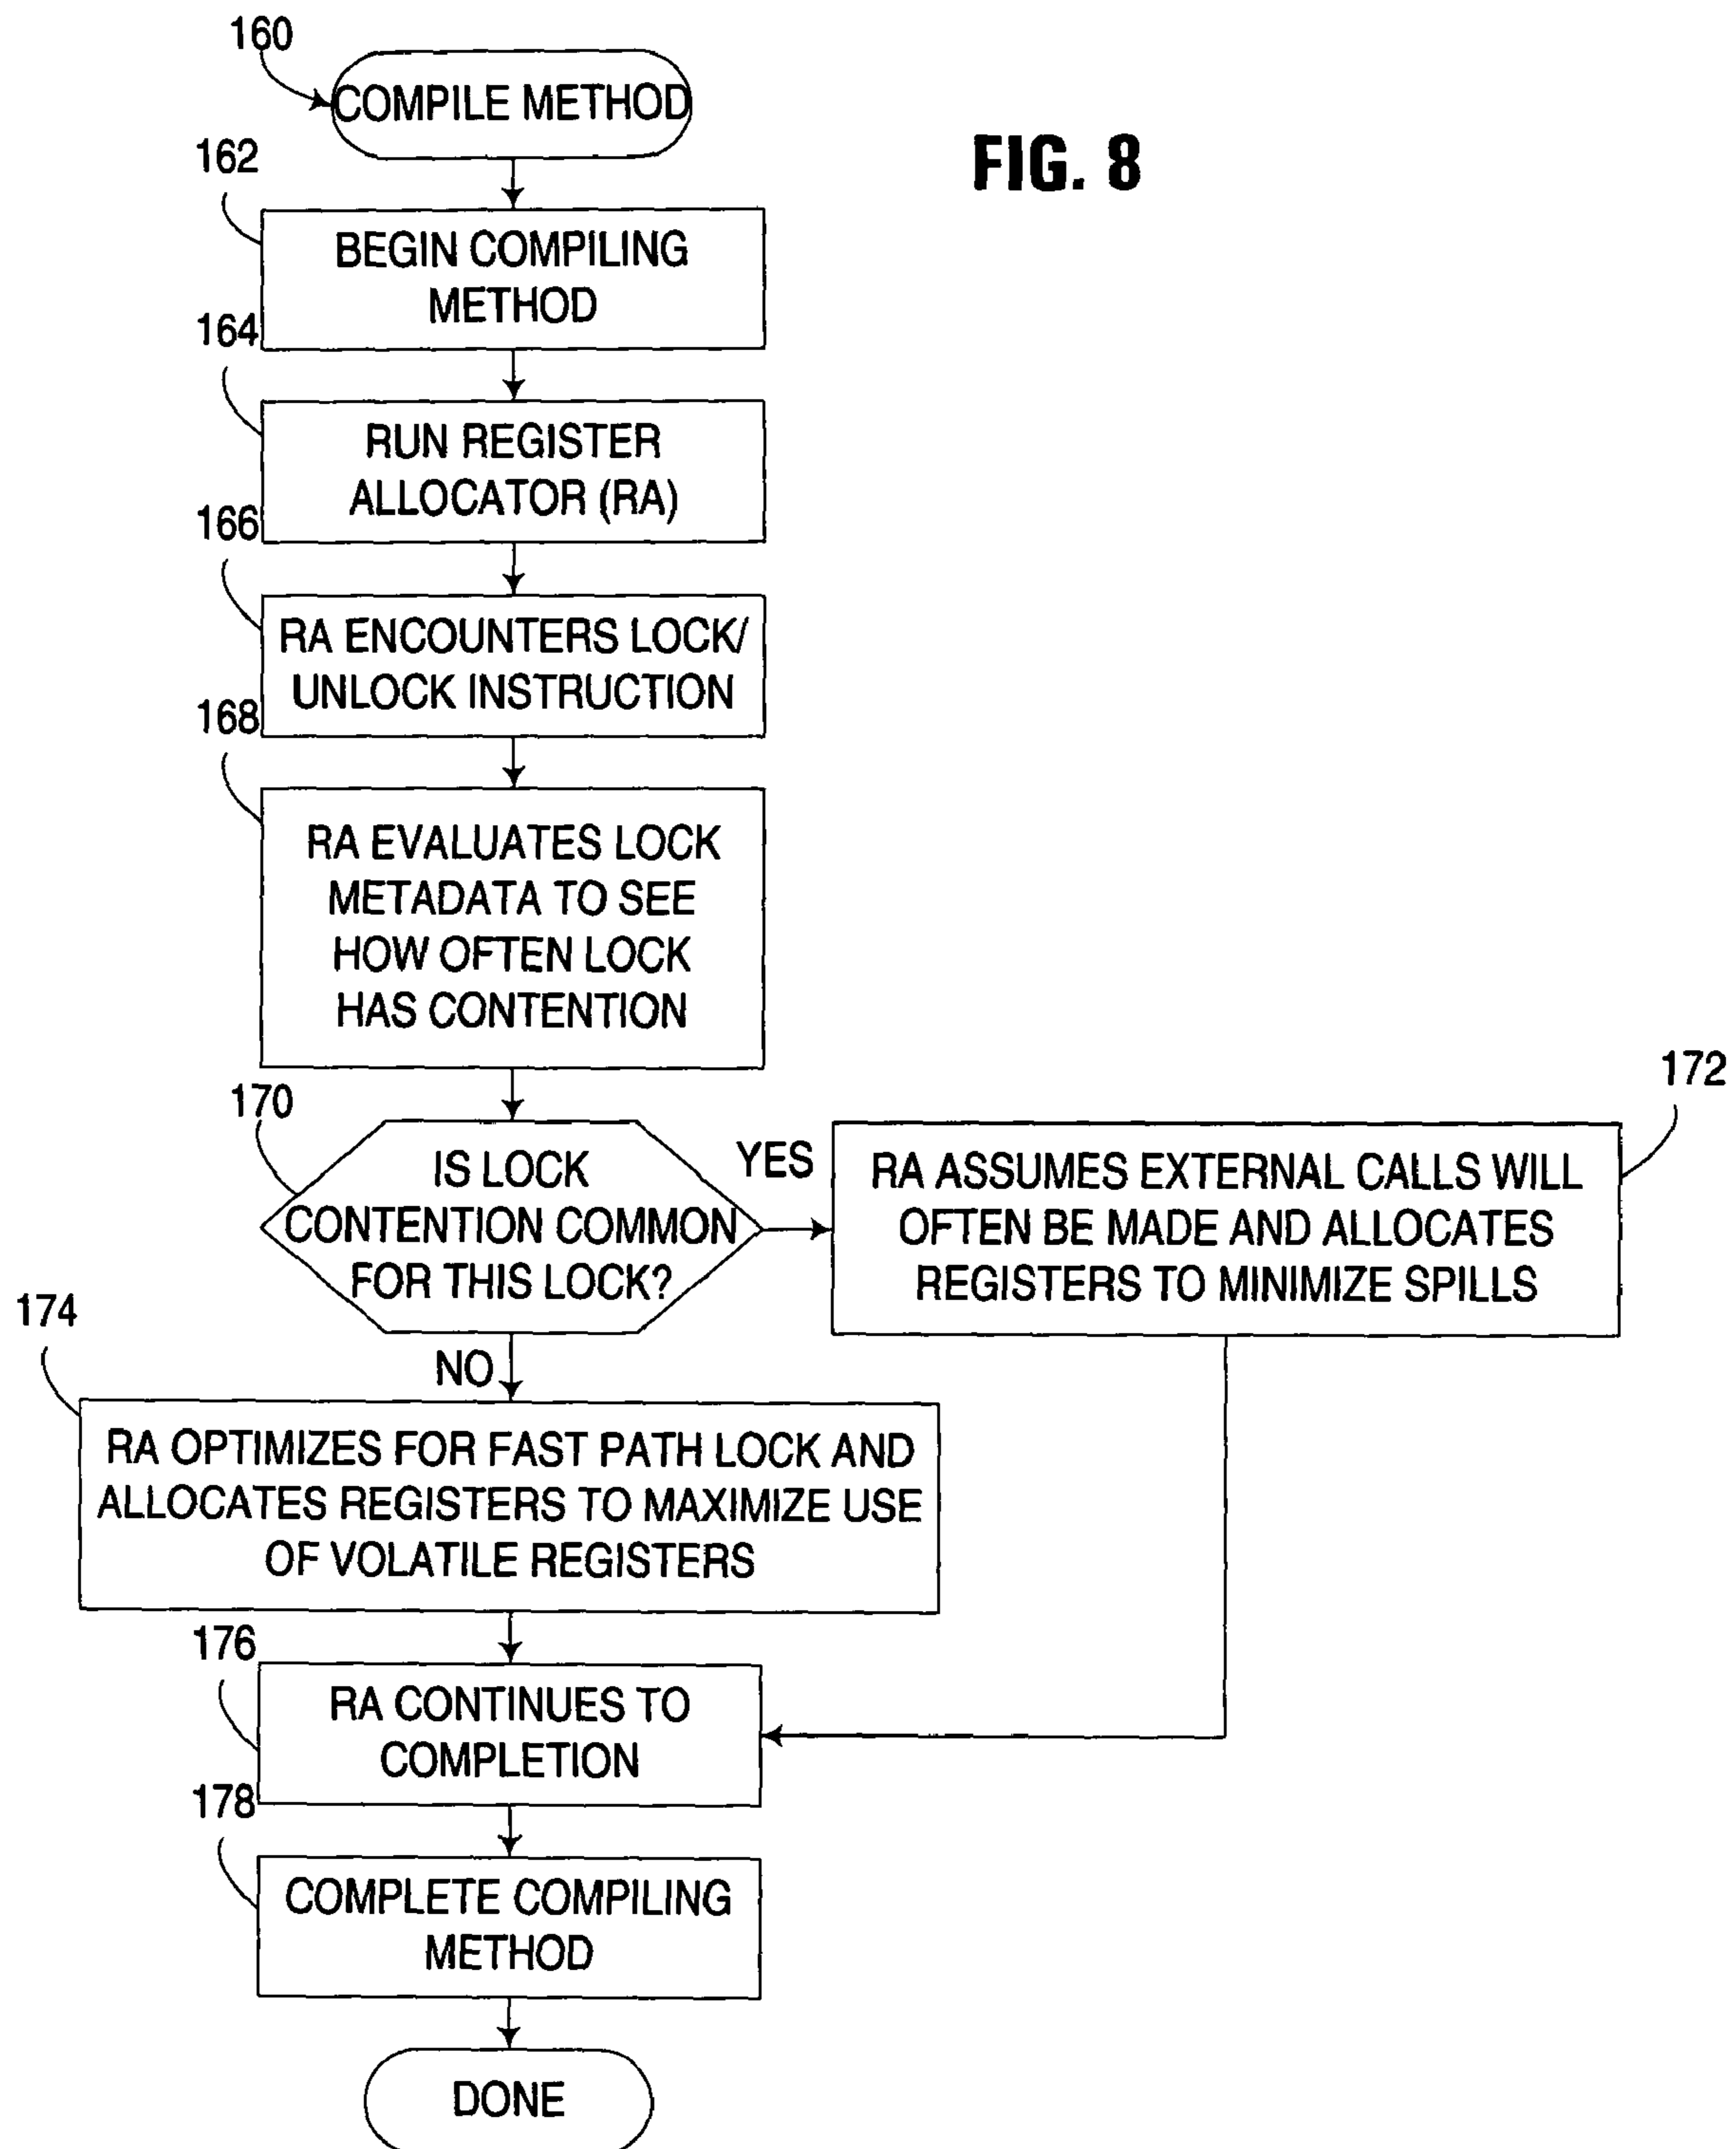 160
COMPILE METHOD
FIG. 8
162
BEGIN COMPILING
METHOD
164
RUN REGISTER
ALLOCATOR (RA)
166
RA ENCOUNTERS LOCK/
UNLOCK INSTRUCTION
168
RA EVALUATES LOCK
METADATA TO SEE
HOW OFTEN LOCK
HAS CONTENTION
170
IS LOCK
CONTENTION COMMON
FOR THIS LOCK?
YES
172
RA ASSUMES EXTERNAL CALLS WILL
OFTEN BE MADE AND ALLOCATES
REGISTERS TO MINIMIZE SPILLS
NO
174
RA OPTIMIZES FOR FAST PATH LOCK AND
ALLOCATES REGISTERS TO MAXIMIZE USE
OF VOLATILE REGISTERS
176
RA CONTINUES TO
COMPLETION
178
COMPLETE COMPILING
METHOD
DONE